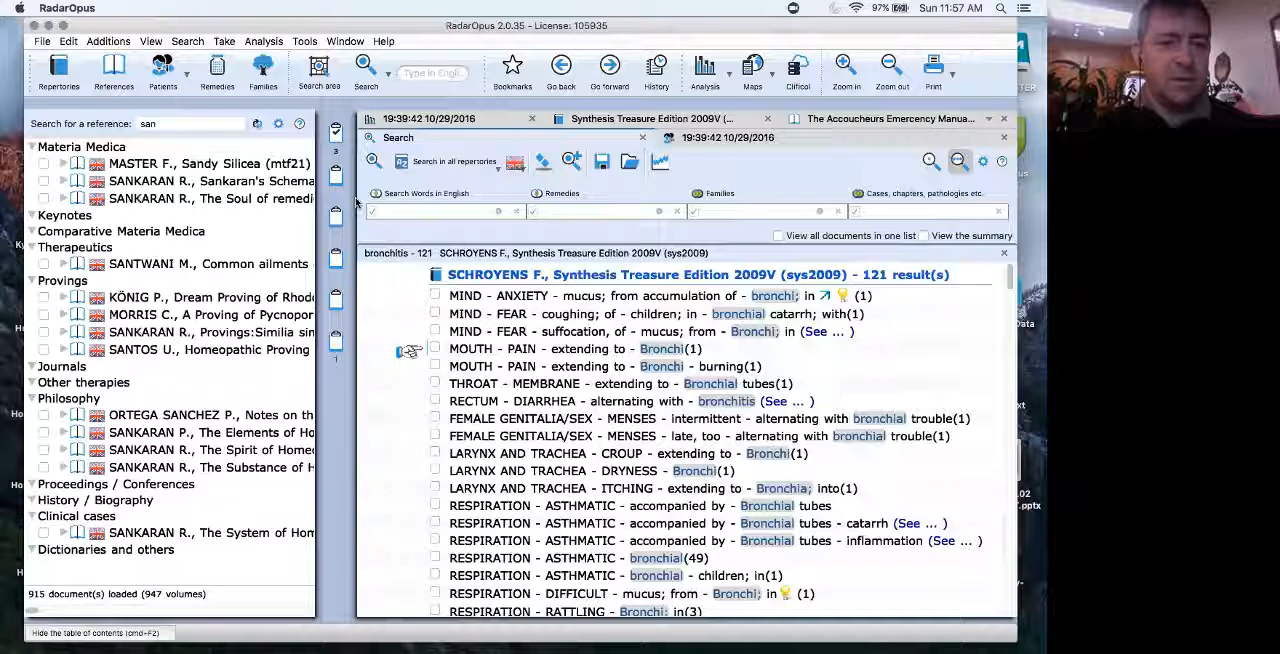 RadarOpus
97%
Sun 11:57 AM
RadarOpus 2.0.35 - License: 105935
File Edit Additions View Search Take Analysis Tools Window Help
Type in Engli
Repertories References Patients Remedies Families Search area Search Bookmarks Go back Go forward History Analysis Maps Clificol Zoom in Zoom out Print
Search for a reference: san
Materia Medica
MASTER F., Sandy Silicea (mtf21)
SANKARAN R., Sankaran's Schema
SANKARAN R., The Soul of remedi
Keynotes
Comparative Materia Medica
Therapeutics
SANTWANI M., Common ailments
Provings
KÖNIG P., Dream Proving of Rhod
MORRIS C., A Proving of Pycnopor
SANKARAN R., Provings:Similia sin
SANTOS U., Homeopathic Proving
Journals
Other therapies
Philosophy
ORTEGA SANCHEZ P., Notes on th
SANKARAN P., The Elements of Ho
SANKARAN R., The Spirit of Home
SANKARAN R., The Substance of H
Proceedings / Conferences
History / Biography
Clinical cases
SANKARAN R., The System of Hom
Dictionaries and others
915 document(s) loaded (947 volumes)
Hide the table of contents (cmd-F2)
3
1
19:39:42 10/29/2016
Synthesis Treasure Edition 2009V (...
The Accoucheurs Emercency Manua...
Search
19:39:42 10/29/2016
Search in all repertories
Search Words in English Remedies Families Cases, chapters, pathologies etc.
View all documents in one list View the summary
bronchitis - 121 SCHROYENS F., Synthesis Treasure Edition 2009V (sys2009)
SCHROYENS F., Synthesis Treasure Edition 2009V (sys2009) - 121 result(s)
MIND - ANXIETY - mucus; from accumulation of - bronchi; in (1)
MIND - FEAR - coughing; of - children; in - bronchial catarrh; with(1)
MIND - FEAR - suffocation, of - mucus; from - Bronchi; in (See ... )
MOUTH - PAIN - extending to - Bronchi(1)
MOUTH - PAIN - extending to - Bronchi - burning(1)
THROAT - MEMBRANE - extending to - Bronchial tubes(1)
RECTUM - DIARRHEA - alternating with - bronchitis (See ... )
FEMALE GENITALIA/SEX - MENSES - intermittent - alternating with bronchial trouble(1)
FEMALE GENITALIA/SEX - MENSES - late, too - alternating with bronchial trouble(1)
LARYNX AND TRACHEA - CROUP - extending to - Bronchi(1)
LARYNX AND TRACHEA - DRYNESS - Bronchi(1)
LARYNX AND TRACHEA - ITCHING - extending to - Bronchia; into(1)
RESPIRATION - ASTHMATIC - accompanied by - Bronchial tubes
RESPIRATION - ASTHMATIC - accompanied by - Bronchial tubes - catarrh (See ... )
RESPIRATION - ASTHMATIC - accompanied by - Bronchial tubes - inflammation (See ... )
RESPIRATION - ASTHMATIC - bronchial(49)
RESPIRATION - ASTHMATIC - bronchial - children; in(1)
RESPIRATION - DIFFICULT - mucus; from - Bronchi; in (1)
RESPIRATION - RATTLING - Bronchi; in(3)
Data
.02
.pptx